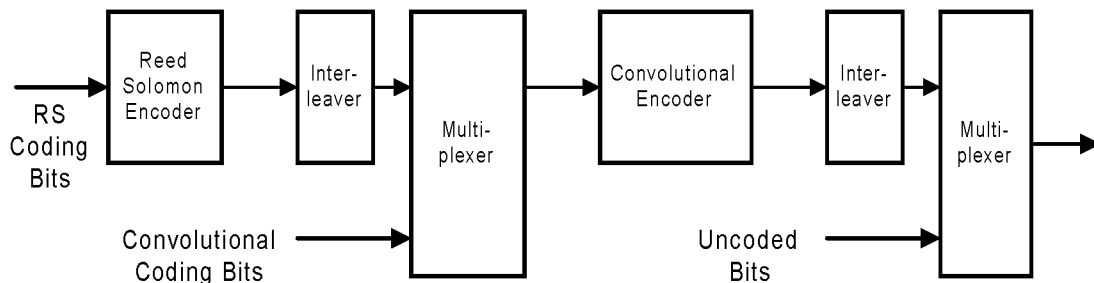 Reed
Solomon
Encoder
Inter-
leaver
Multi-
plexer
Convolutional
Encoder
Inter-
leaver
Multi-
plexer
RS
Coding
Bits
Convolutional
Coding Bits
Uncoded
Bits